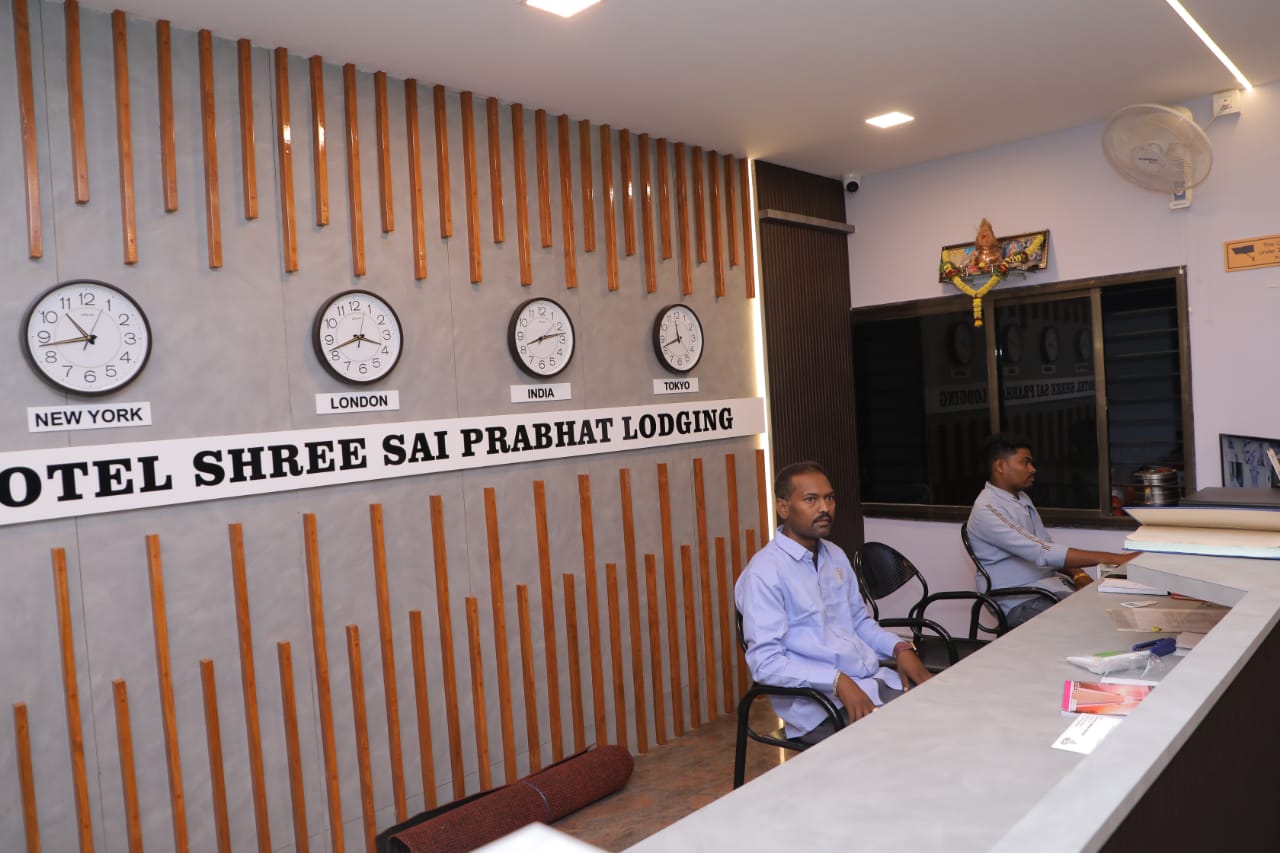 NEW YORK
LONDON
INDIA
TOKYO
OTEL SHREE SAI PRABHAT LODGING